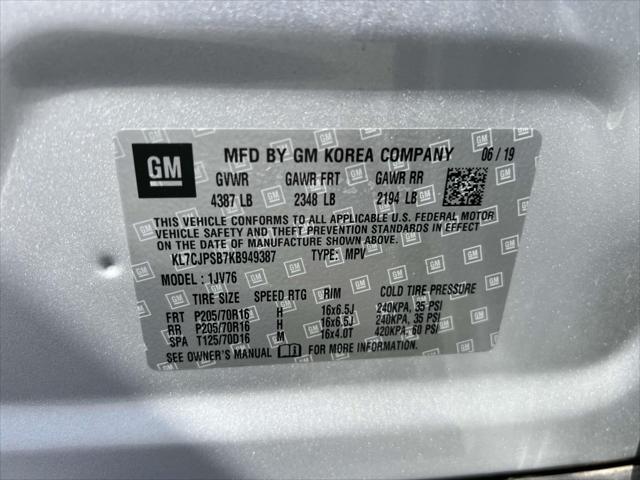 GM
MFD BY GM KOREA COMPANY 06 / 19
GVWR GAWR FRT GAWR RR
4387 LB 2348 LB 2194 LB
THIS VEHICLE CONFORMS TO ALL APPLICABLE U.S. FEDERAL MOTOR
VEHICLE SAFETY AND THEFT PREVENTION STANDARDS IN EFFECT
ON THE DATE OF MANUFACTURE SHOWN ABOVE.
KL7CJPSB7KB949387 TYPE: MPV
MODEL : 1JV76
TIRE SIZE SPEED RTG RIM COLD TIRE PRESSURE
FRT P205/70R16 H 16x6.5J 240KPA, 35 PSI
RR P205/70R16 H 16x6.5J 240KPA, 35 PSI
SPA T125/70D16 M 16x4.0T 420KPA, 60 PSI
SEE OWNER'S MANUAL FOR MORE INFORMATION.